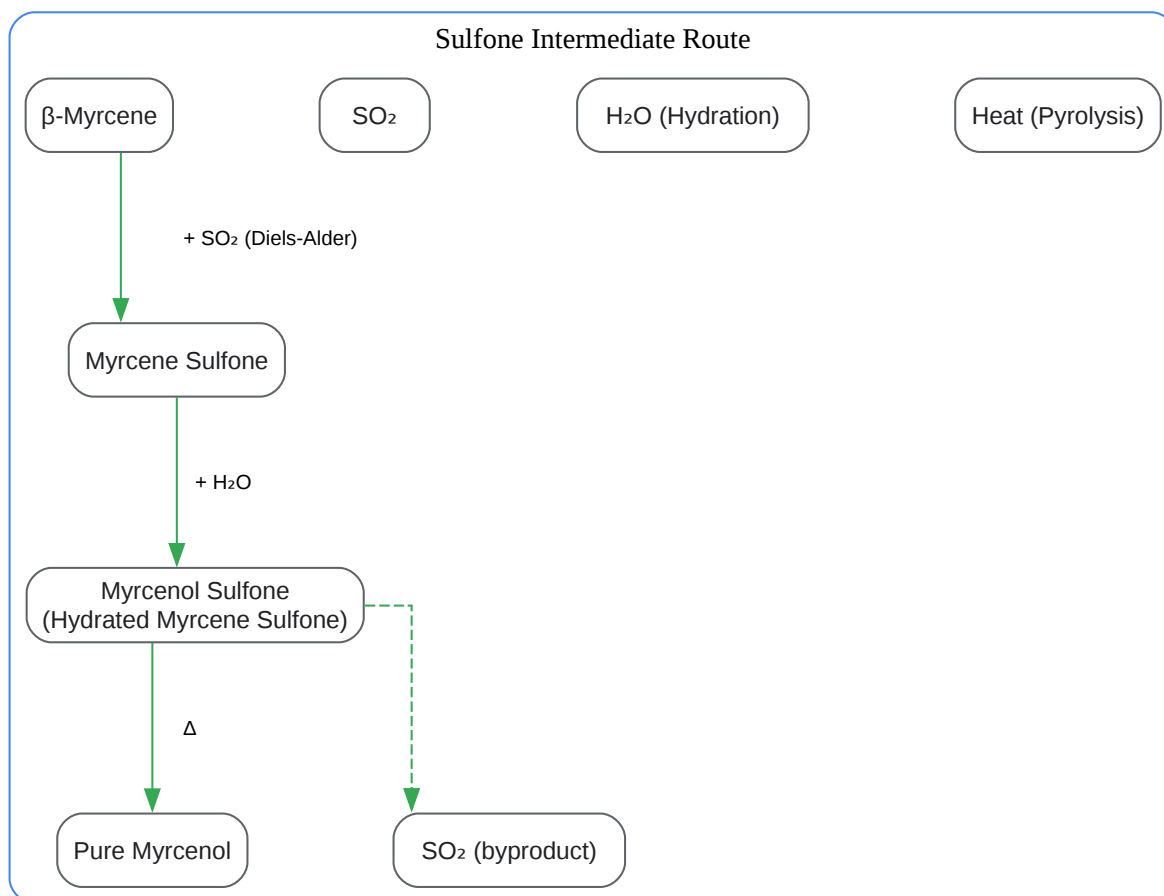 Sulfone Intermediate Route
β-Myrcene
SO₂
H₂O (Hydration)
Heat (Pyrolysis)
+ SO₂ (Diels-Alder)
Myrcene Sulfone
+ H₂O
Myrcenol Sulfone
(Hydrated Myrcene Sulfone)
Δ
Pure Myrcenol
SO₂ (byproduct)